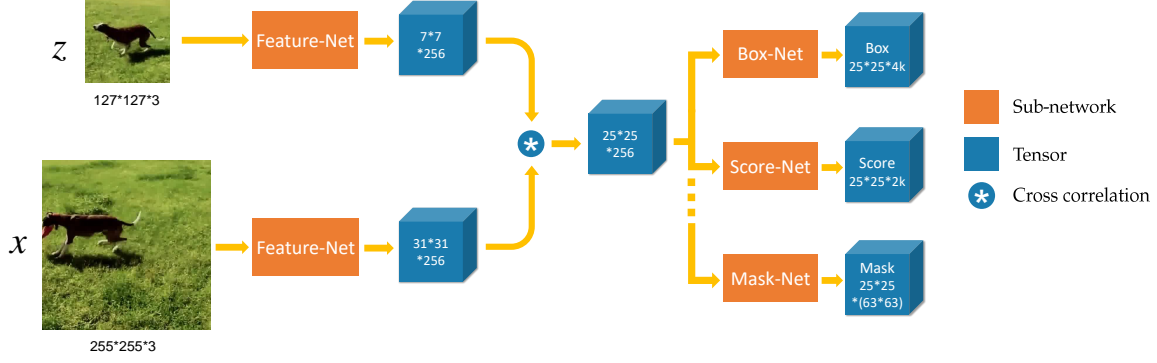 z
127*127*3
Feature-Net
7*7
*256
x
255*255*3
Feature-Net
31*31
*256
*
25*25
*256
Box-Net
Box
25*25*4k
Score-Net
Score
25*25*2k
Mask-Net
Mask
25*25
*(63*63)
Sub-network
Tensor
* Cross correlation